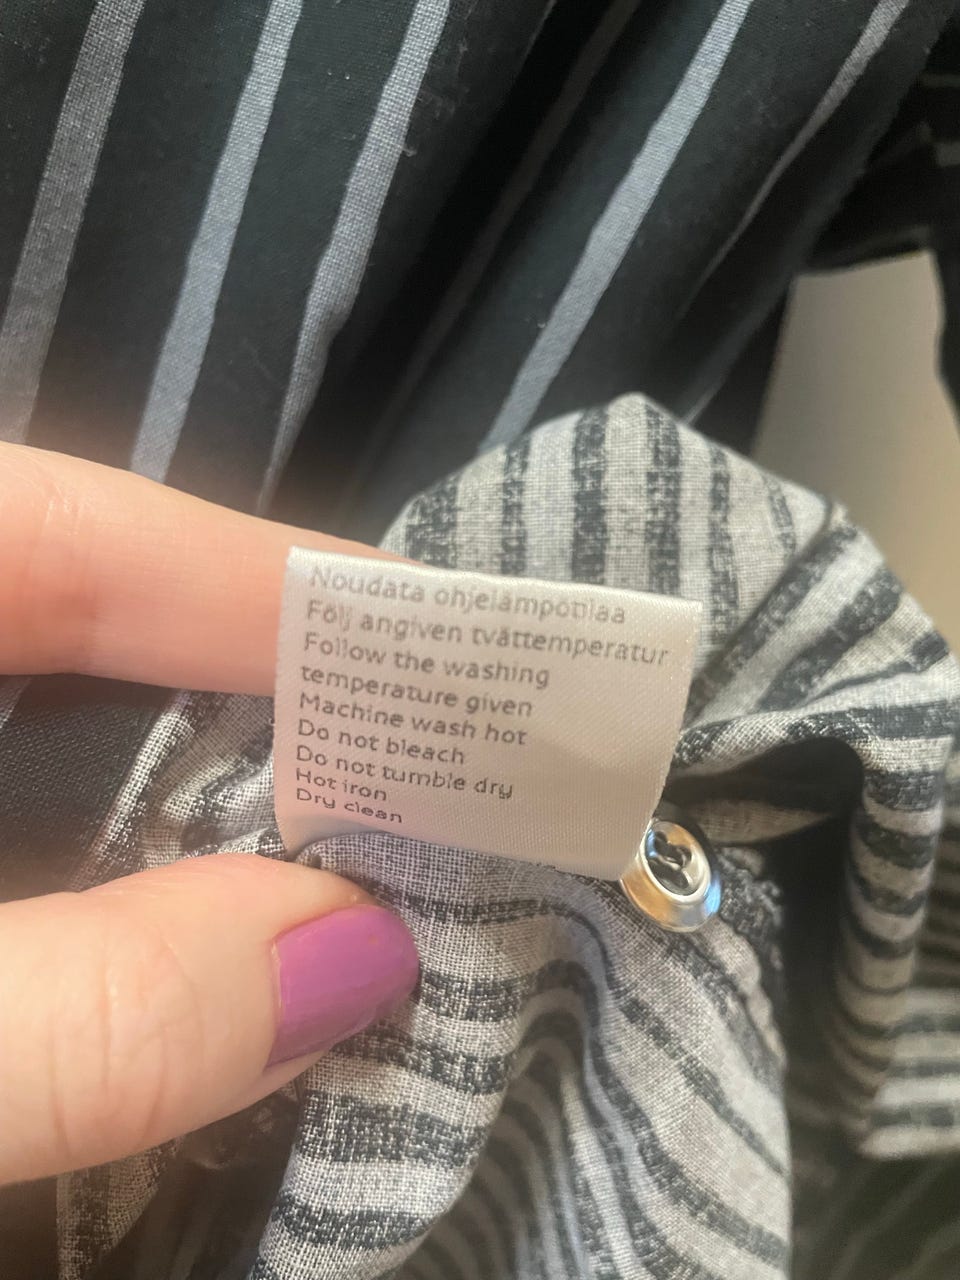 Noudata ohjelämpötilaa
Följ angiven tvättemperatur
Follow the washing
temperature given
Machine wash hot
Do not bleach
Do not tumble dry
Hot iron
Dry clean